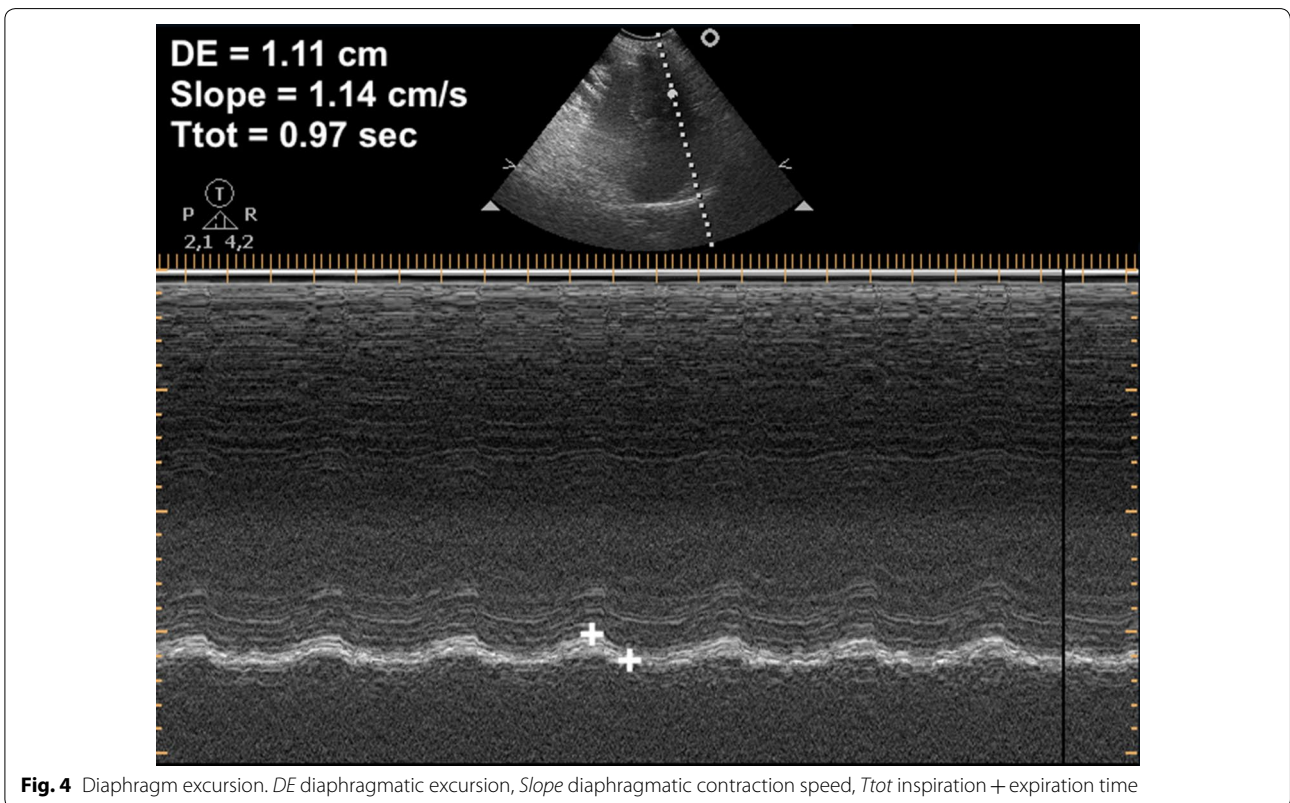 DE = 1.11 cm
Slope = 1.14 cm/s
Ttot = 0.97 sec
T
P R
2,1 4,2
Fig. 4 Diaphragm excursion. DE diaphragmatic excursion, Slope diaphragmatic contraction speed, Ttot inspiration + expiration time